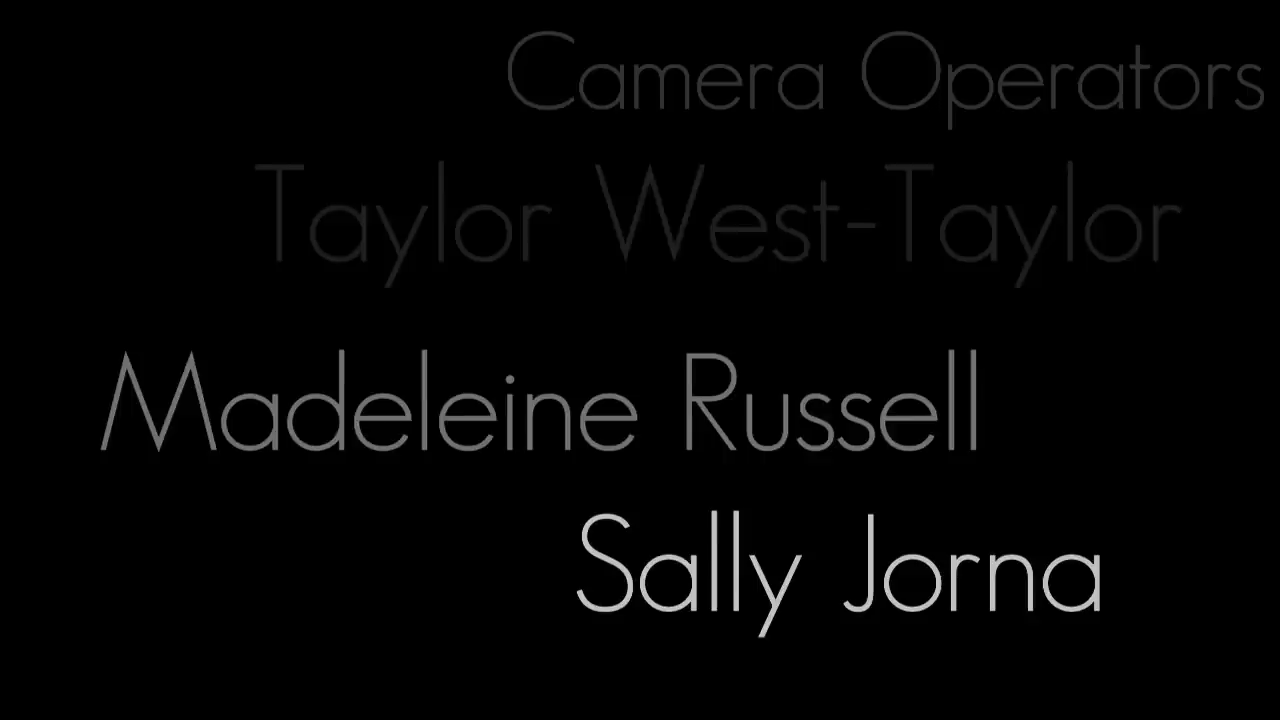 Camera Operators
Taylor West-Taylor
Madeleine Russell
Sally Jorna